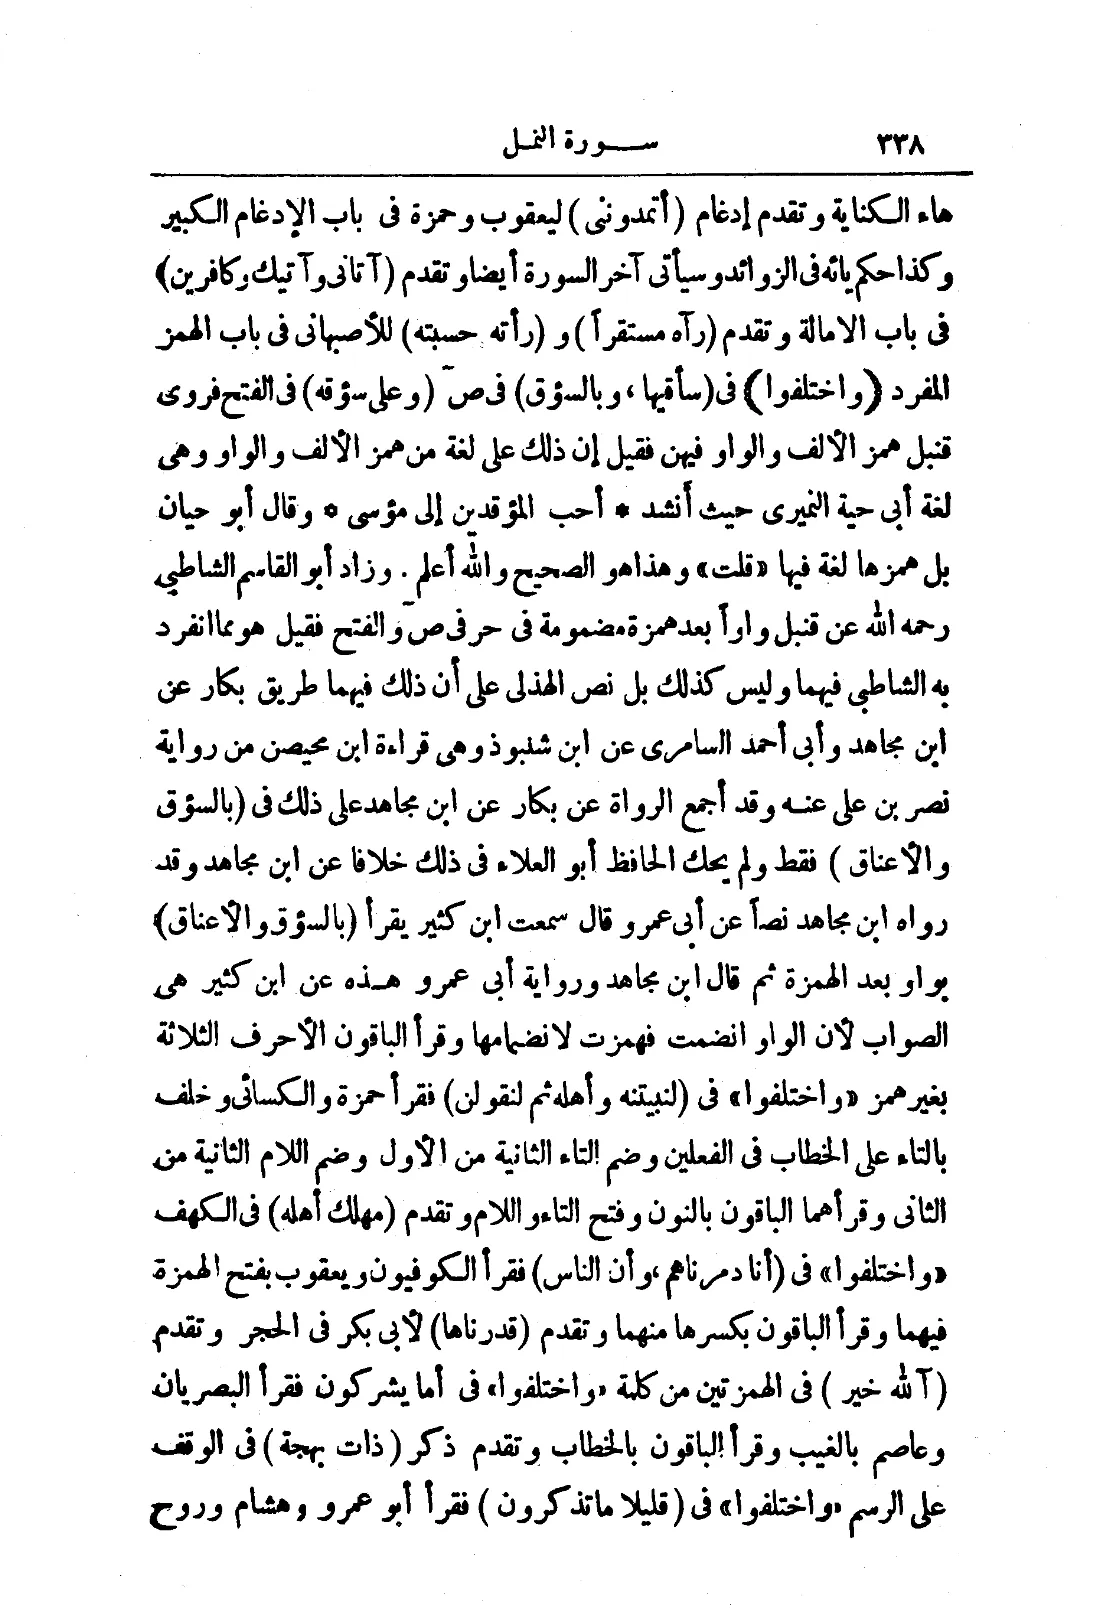 ٣٣٨ ســـورة النمل
هاء الكناية وتقدم إدغام (أتمدونني) ليعقوب وحمزة فى باب الإدغام الكبير
وكذا حكم يائه فى الزوائد وسيأتى آخر السورة أيضا وتقدم (آتانى وآتيك وكافرين)
فى باب الامالة وتقدم (رآه مستقراً) و (رأته حسبته) للأصبهانى فى باب الهمز
المفرد (واختلفوا) فى (سأقيها ، وبالسؤق) فى صٓ (وعلى سؤقه) فى الفتح فروى
قنبل همز الألف والواو فيهن فقيل إن ذلك على لغة من همز الألف والواو وهى
لغة أبى حية النميرى حيث أنشد * أحب المؤقدين إلى مؤسى * وقال أبو حيان
بل همزها لغة فيها «قلت» وهذا هو الصحيح والله أعلم . وزاد أبو القاسم الشاطبي
رحمه الله عن قنبل واواً بعد همزة مضمومة فى حرفى صٓ والفتح فقيل هو مما انفرد
به الشاطبى فيهما وليس كذلك بل نص الهذلى على أن ذلك فيهما طريق بكار عن
ابن مجاهد وأبى أحمد السامرى عن ابن شنبوذ وهى قراءة ابن محيصن من رواية
نصر بن على عنـه وقد أجمع الرواة عن بكار عن ابن مجاهد على ذلك فى (بالسؤق
والأعناق ) فقط ولم يحك الحافظ أبو العلاء فى ذلك خلافا عن ابن مجاهد وقد
رواه ابن مجاهد نصاً عن أبى عمرو قال سمعت ابن كثير يقرأ (بالسؤق والأعناق)
بواو بعد الهمزة ثم قال ابن مجاهد ورواية أبى عمرو هـذه عن ابن كثير هى
الصواب لأن الواو انضمت فهمزت لانضمامها وقرأ الباقون الأحرف الثلاثة
بغير همز «واختلفوا» فى (لنبيتنه وأهله ثم لنقولن) فقرأ حمزة والكسائى وخلف
بالتاء على الخطاب فى الفعلين وضم التاء الثانية من الأول وضم اللام الثانية من
الثانى وقرأهما الباقون بالنون وفتح التاء واللام وتقدم (مهلك أهله) فى الكهف
«واختلفوا» فى (أنا دمرناهم ، وأن الناس) فقرأ الكوفيون ويعقوب بفتح الهمزة
فيهما وقرأ الباقون بكسرها منهما وتقدم (قدرناها) لأبى بكر فى الحجر وتقدم
(آلله خير ) فى الهمزتين من كلمة «واختلفوا» فى أما يشركون فقرأ البصريان
وعاصم بالغيب وقرأ الباقون بالخطاب وتقدم ذكر (ذات بهجة) فى الوقف
على الرسم «واختلفوا» فى (قليلا ما تذكرون ) فقرأ أبو عمرو وهشام وروح